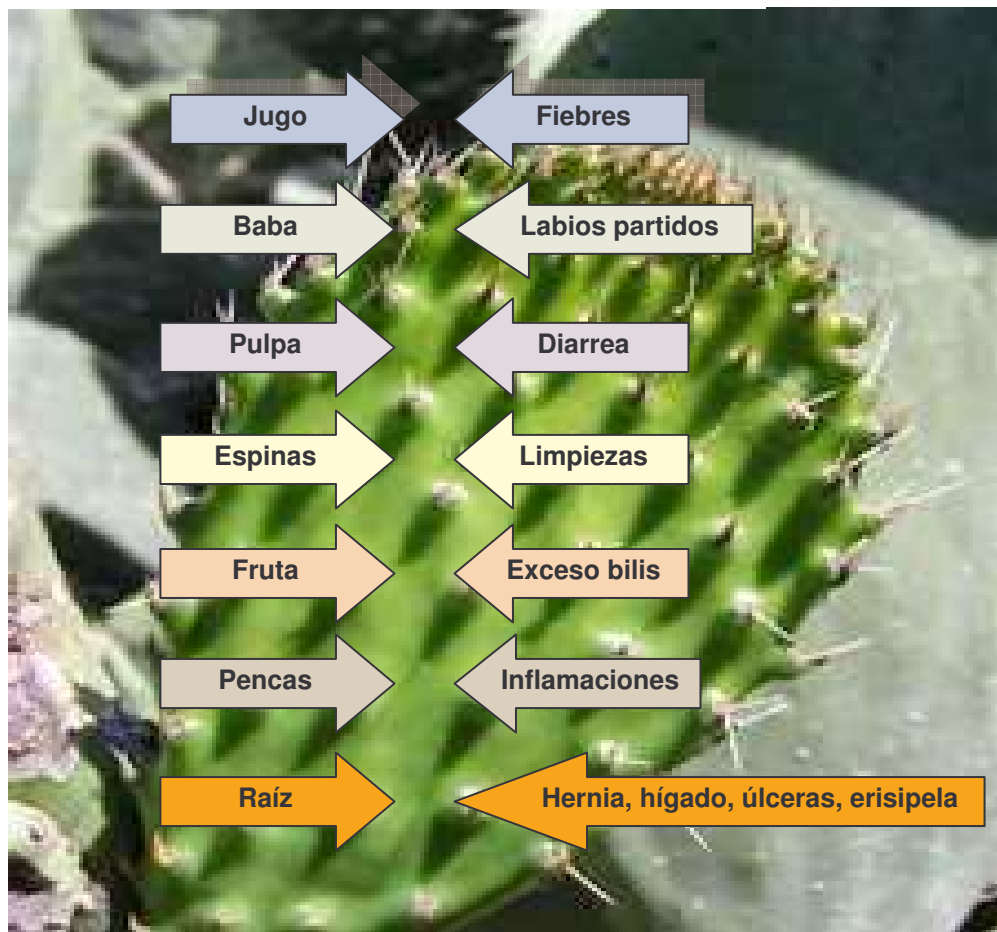 Jugo Fiebres
Baba Labios partidos
Pulpa Diarrea
Espinas Limpiezas
Fruta Exceso bilis
Pencas Inflamaciones
Raíz Hernia, hígado, úlceras, erisipela